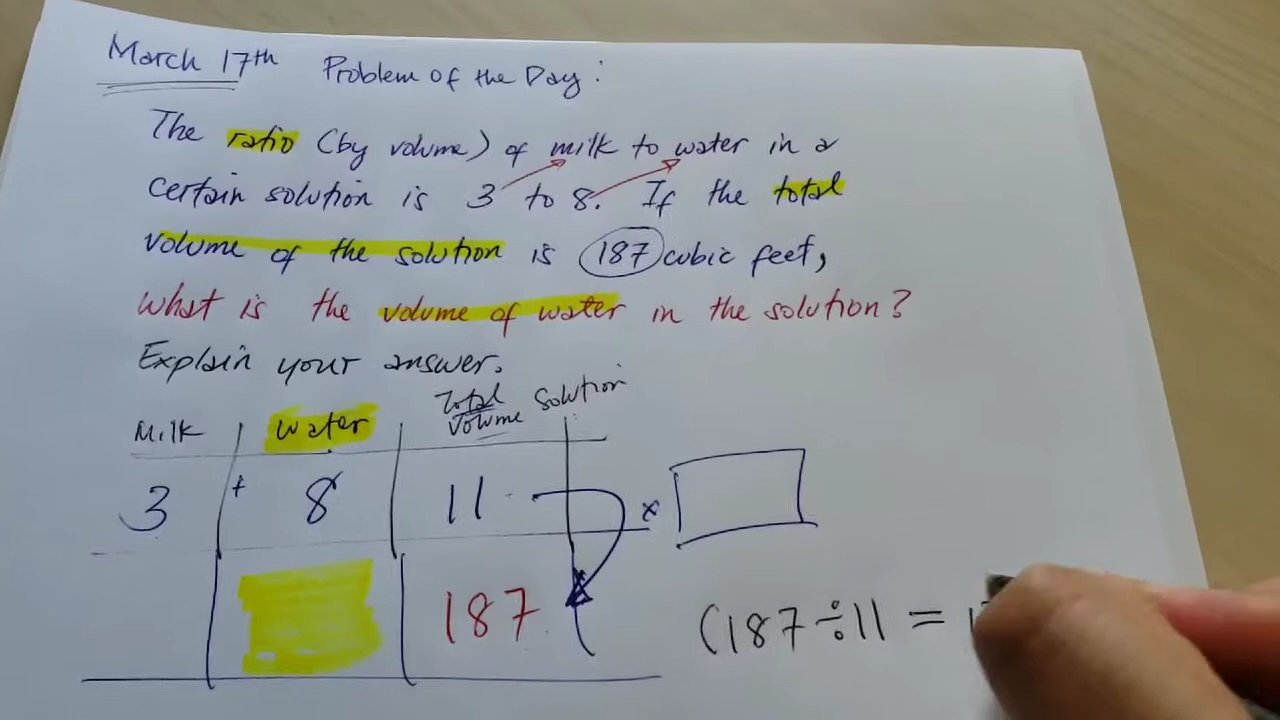 March 17th Problem of the Day:
The ratio (by volume) of milk to water in a
certain solution is 3 to 8. If the total
volume of the solution is 187 cubic feet,
what is the volume of water in the solution?
Explain your answer.
Milk Water Total Volume Solution
3 + 8 11 ×
187 (187 ÷ 11 =